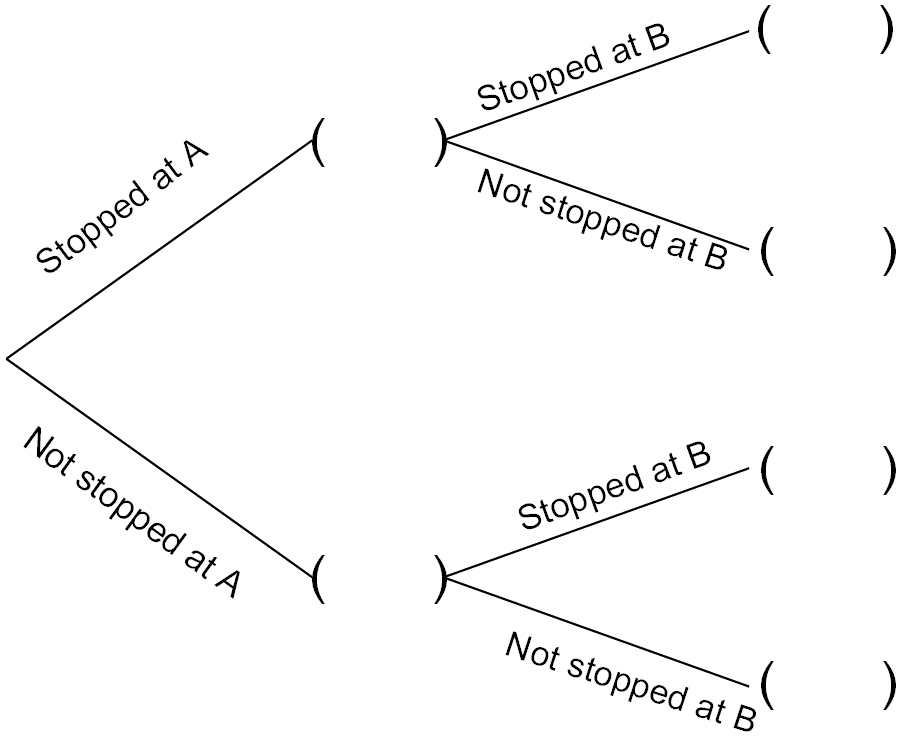 Stopped at A
( )
Stopped at B
( )
Not stopped at B
( )
Not stopped at A
( )
Stopped at B
( )
Not stopped at B
( )